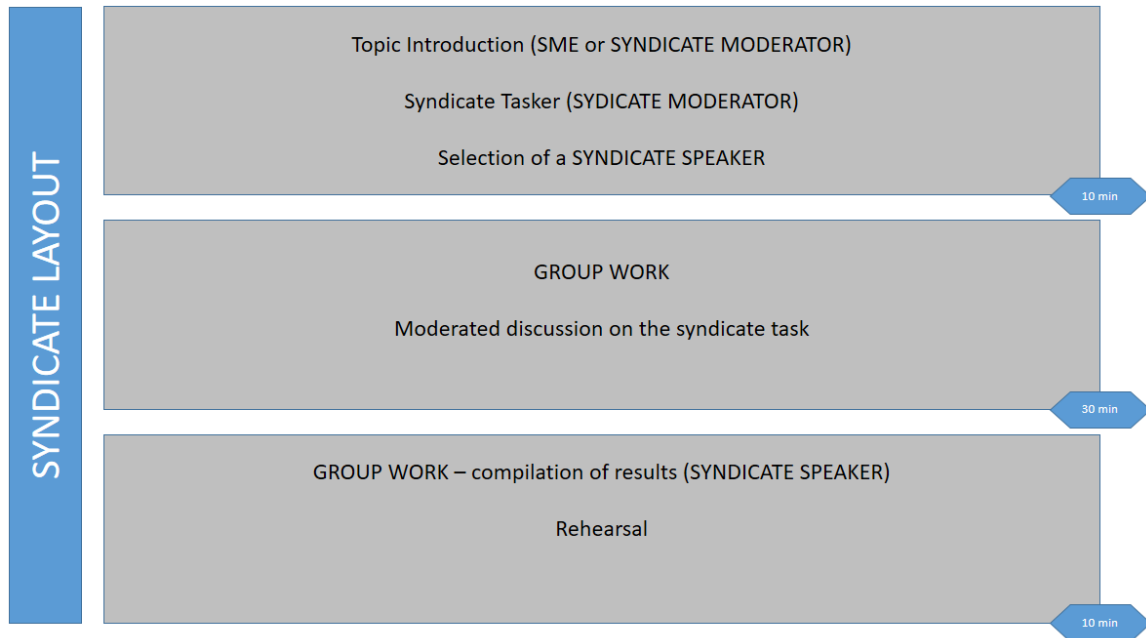 SYNDICATE LAYOUT
Topic Introduction (SME or SYNDICATE MODERATOR)
Syndicate Tasker (SYDICATE MODERATOR)
Selection of a SYNDICATE SPEAKER
10 min
GROUP WORK
Moderated discussion on the syndicate task
30 min
GROUP WORK – compilation of results (SYNDICATE SPEAKER)
Rehearsal
10 min